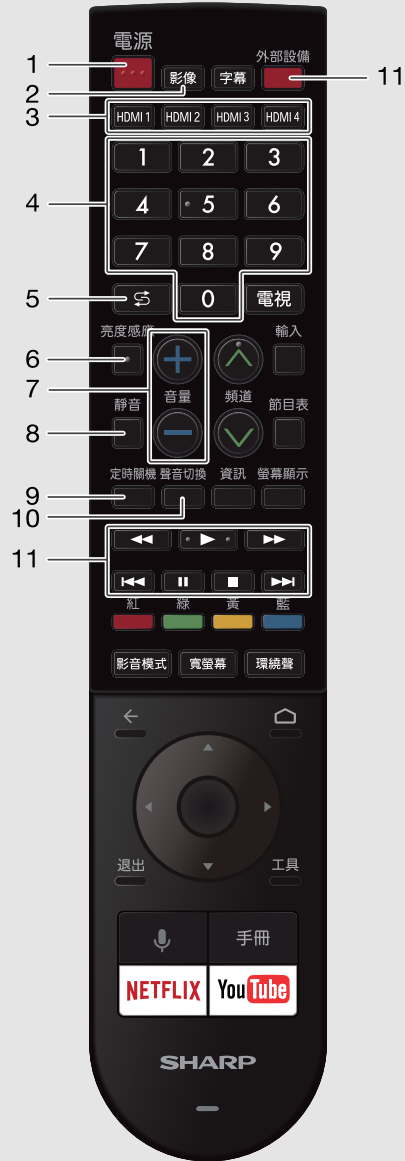 電源
外部設備
1
2
影像
字幕
11
3
HDMI 1 HDMI 2 HDMI 3 HDMI 4
1 2 3
4
4 5 6
7 8 9
5
0
電視
亮度感應
輸入
6
7
音量
頻道
靜音
節目表
8
定時關機 聲音切換 資訊 螢幕顯示
9
10
11
紅 綠 黃 藍
影音模式 寬螢幕 環繞聲
退出
工具
手冊
NETFLIX YouTube
SHARP